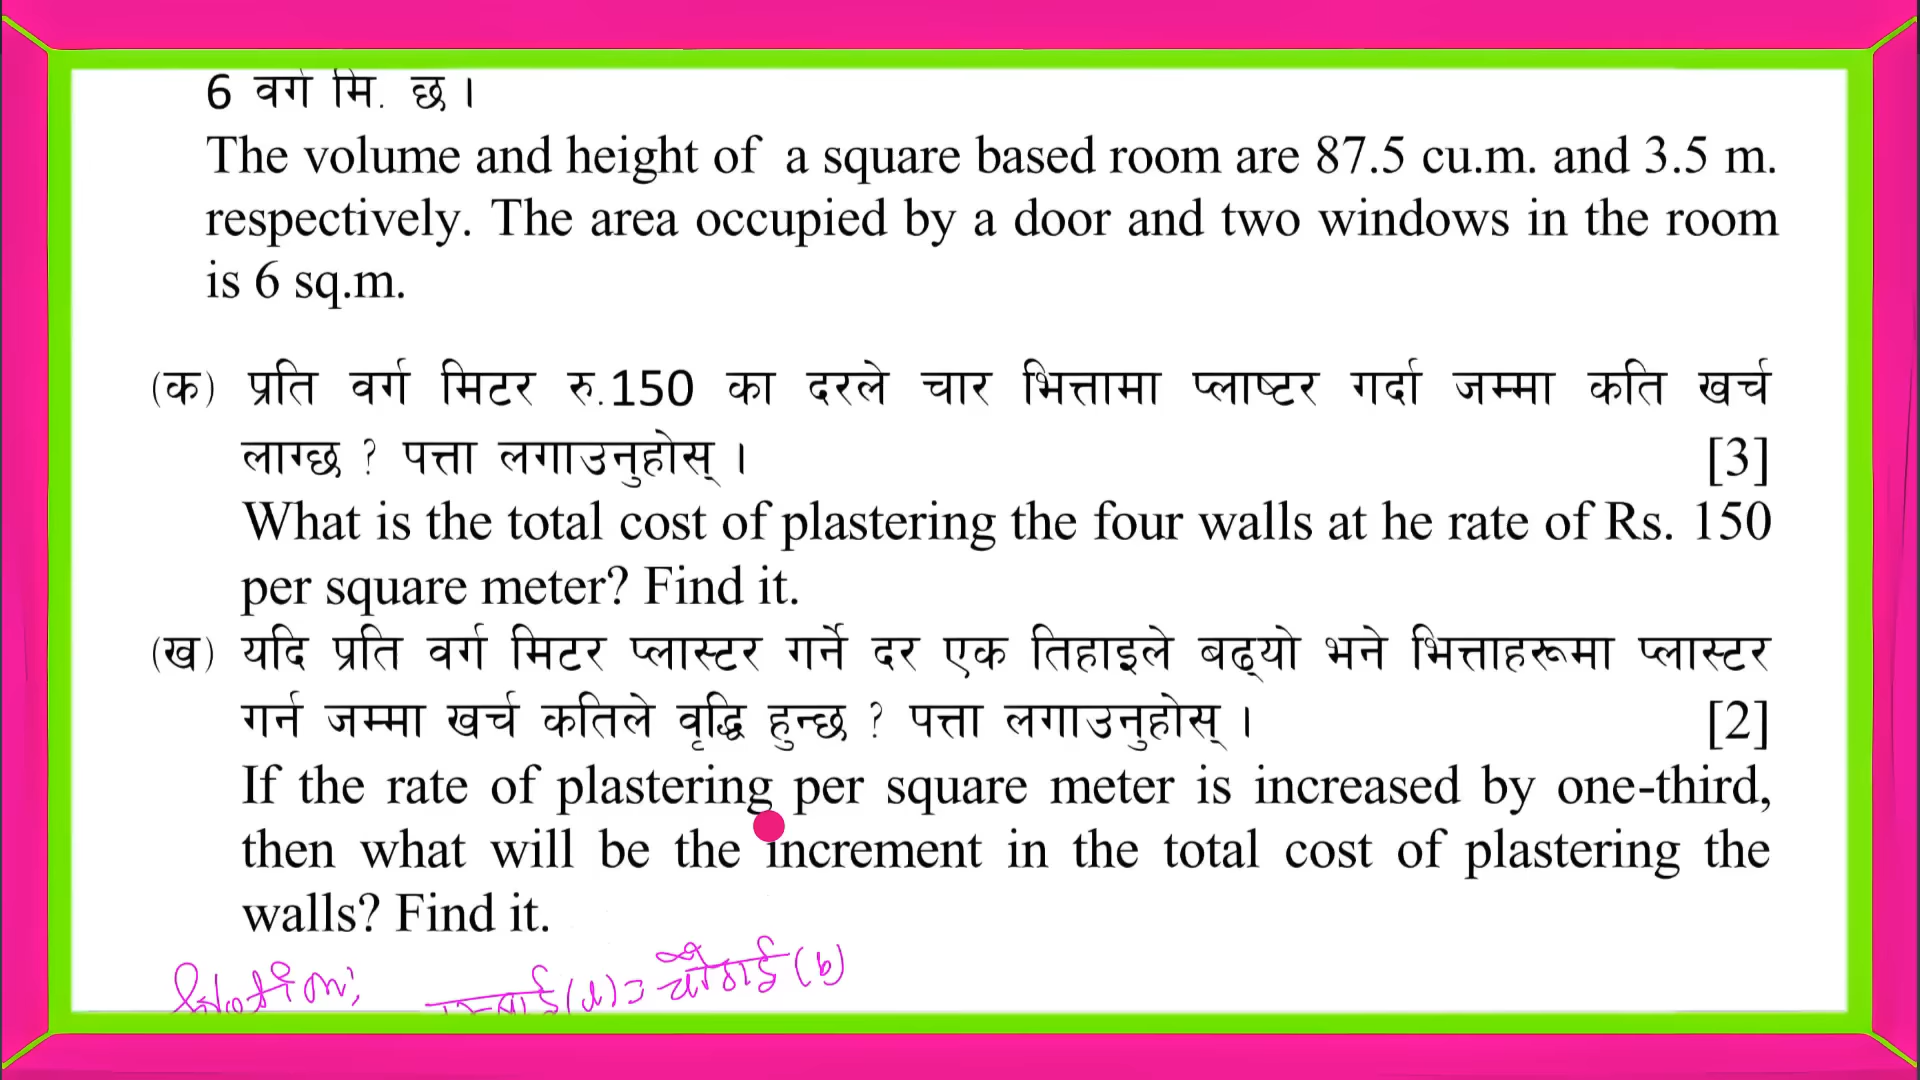 6 वर्ग मि. छ ।
The volume and height of a square based room are 87.5 cu.m. and 3.5 m.
respectively. The area occupied by a door and two windows in the room
is 6 sq.m.
(क) प्रति वर्ग मिटर रु.150 का दरले चार भित्तामा प्लाष्टर गर्दा जम्मा कति खर्च
लाग्छ ? पत्ता लगाउनुहोस् । [3]
What is the total cost of plastering the four walls at he rate of Rs. 150
per square meter? Find it.
(ख) यदि प्रति वर्ग मिटर प्लास्टर गर्ने दर एक तिहाइले बढ्यो भने भित्ताहरूमा प्लास्टर
गर्न जम्मा खर्च कतिले वृद्धि हुन्छ ? पत्ता लगाउनुहोस् । [2]
If the rate of plastering per square meter is increased by one-third,
then what will be the increment in the total cost of plastering the
walls? Find it.
(l) = चौडाई (b)